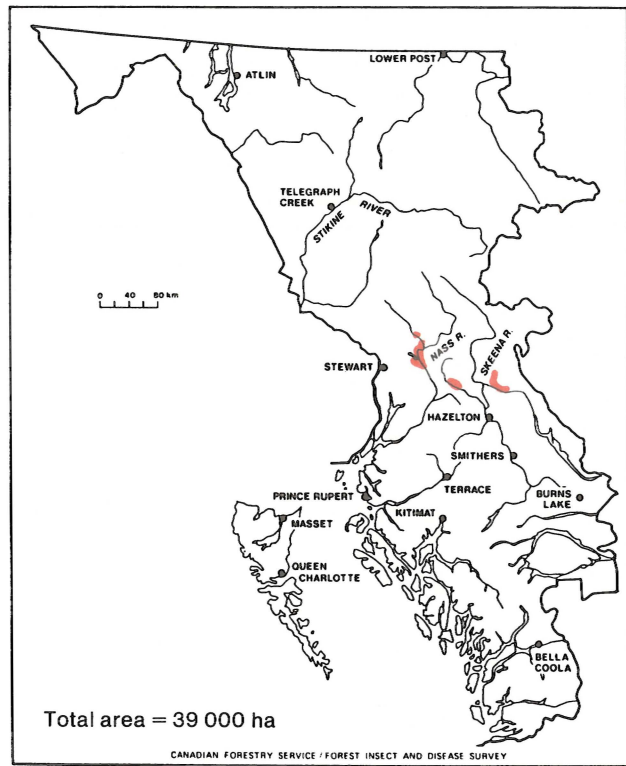 LOWER POST
ATLIN
TELEGRAPH
CREEK
STIKINE RIVER
0 40 80 km
NASS R.
SKEENA R.
STEWART
HAZELTON
SMITHERS
TERRACE
PRINCE RUPERT
KITIMAT
BURNS
LAKE
MASSET
QUEEN
CHARLOTTE
BELLA
COOLA
Total area = 39 000 ha
CANADIAN FORESTRY SERVICE / FOREST INSECT AND DISEASE SURVEY